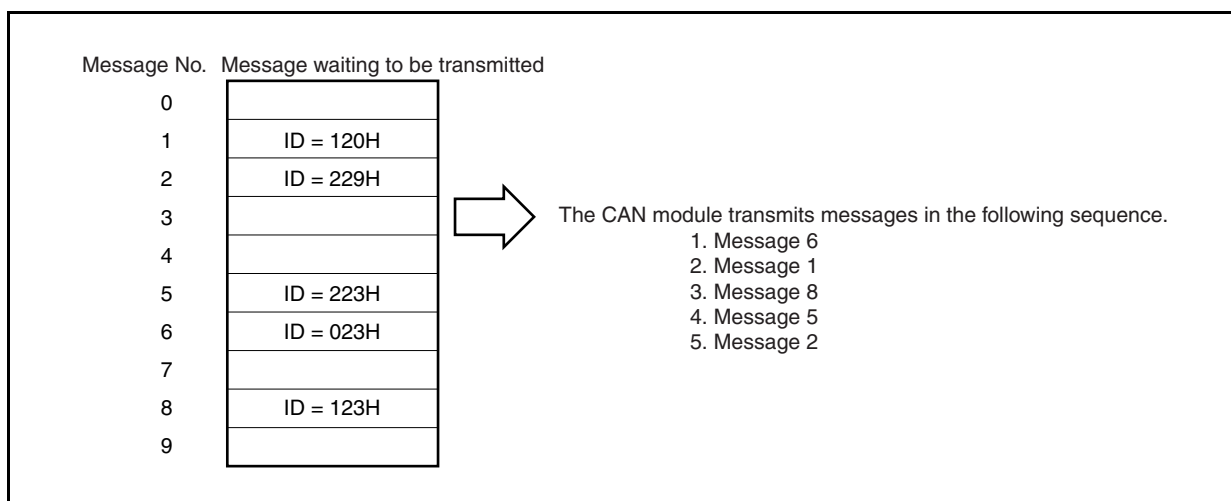 Message No. Message waiting to be transmitted
0
1 ID = 120H
2 ID = 229H
3
4
5 ID = 223H
6 ID = 023H
7
8 ID = 123H
9
The CAN module transmits messages in the following sequence.
1. Message 6
2. Message 1
3. Message 8
4. Message 5
5. Message 2